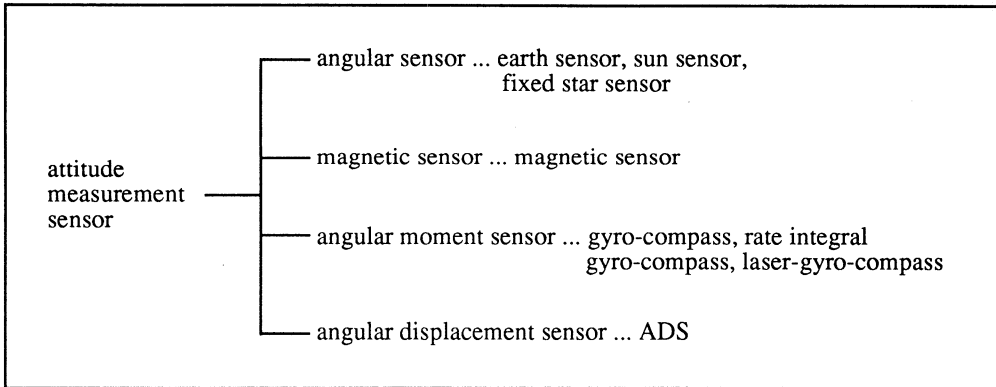 angular sensor ... earth sensor, sun sensor,
fixed star sensor
magnetic sensor ... magnetic sensor
attitude
measurement
sensor
angular moment sensor ... gyro-compass, rate integral
gyro-compass, laser-gyro-compass
angular displacement sensor ... ADS